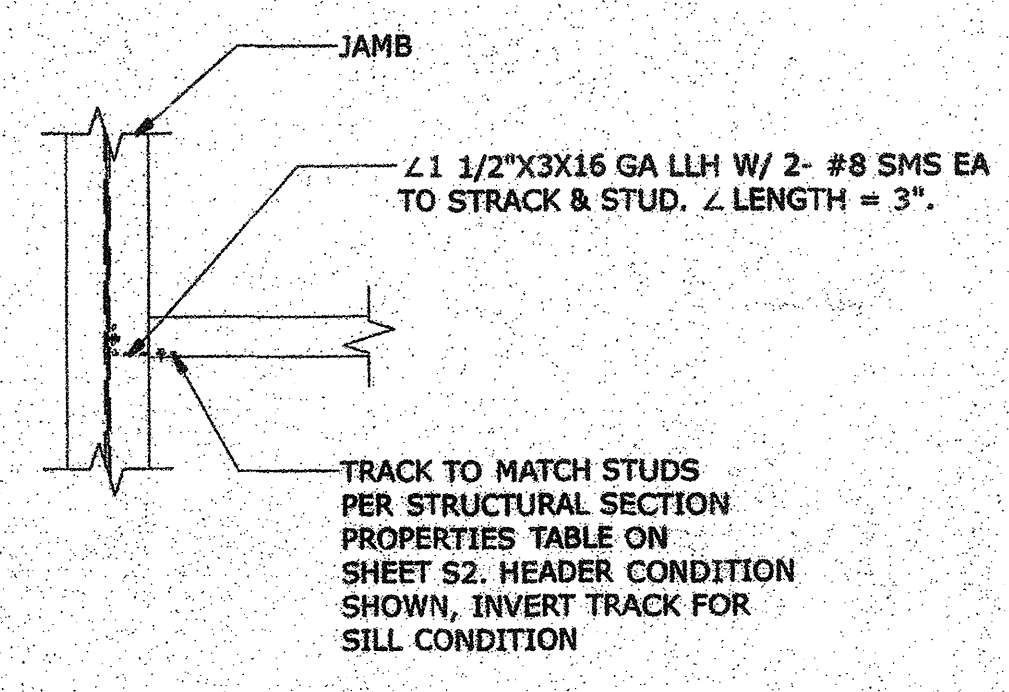 JAMB
∠1 1/2"X3X16 GA LLH W/ 2- #8 SMS EA
TO STRACK & STUD. ∠ LENGTH = 3".
TRACK TO MATCH STUDS
PER STRUCTURAL SECTION
PROPERTIES TABLE ON
SHEET S2. HEADER CONDITION
SHOWN, INVERT TRACK FOR
SILL CONDITION